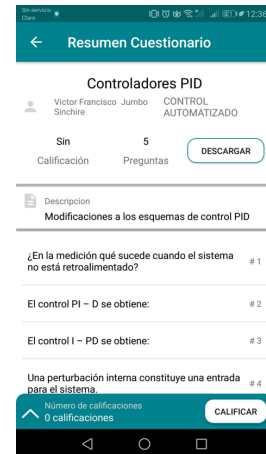 Sin servicio
Claro
12:36
Resumen Cuestionario
Controladores PID
Victor Francisco Jumbo
Sinchire
CONTROL
AUTOMATIZADO
Sin
Calificación
5
Preguntas
DESCARGAR
Descripcion
Modificaciones a los esquemas de control PID
¿En la medición qué sucede cuando el sistema
no está retroalimentado?
# 1
El control PI – D se obtiene:
# 2
El control I – PD se obtiene:
# 3
Una perturbación interna constituye una entrada
para el sistema.
# 4
Número de calificaciones
0 calificaciones
CALIFICAR